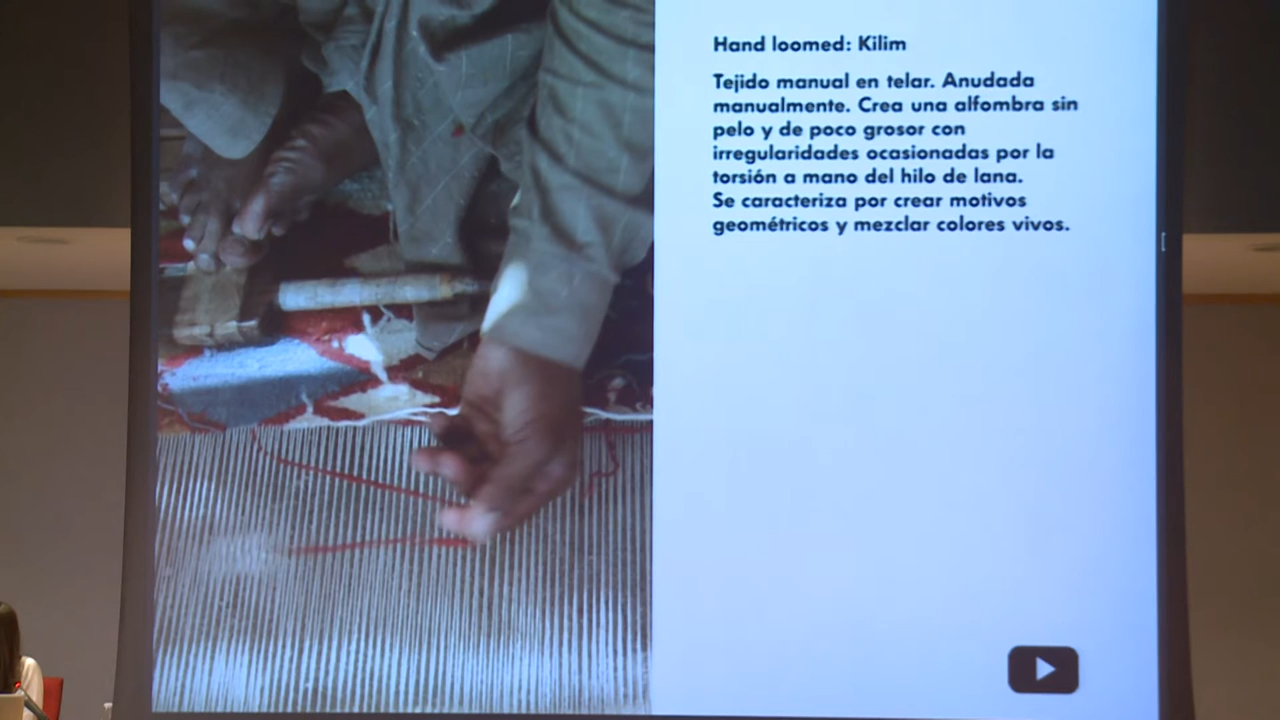 Hand loomed: Kilim
Tejido manual en telar. Anudada
manualmente. Crea una alfombra sin
pelo y de poco grosor con
irregularidades ocasionadas por la
torsión a mano del hilo de lana.
Se caracteriza por crear motivos
geométricos y mezclar colores vivos.